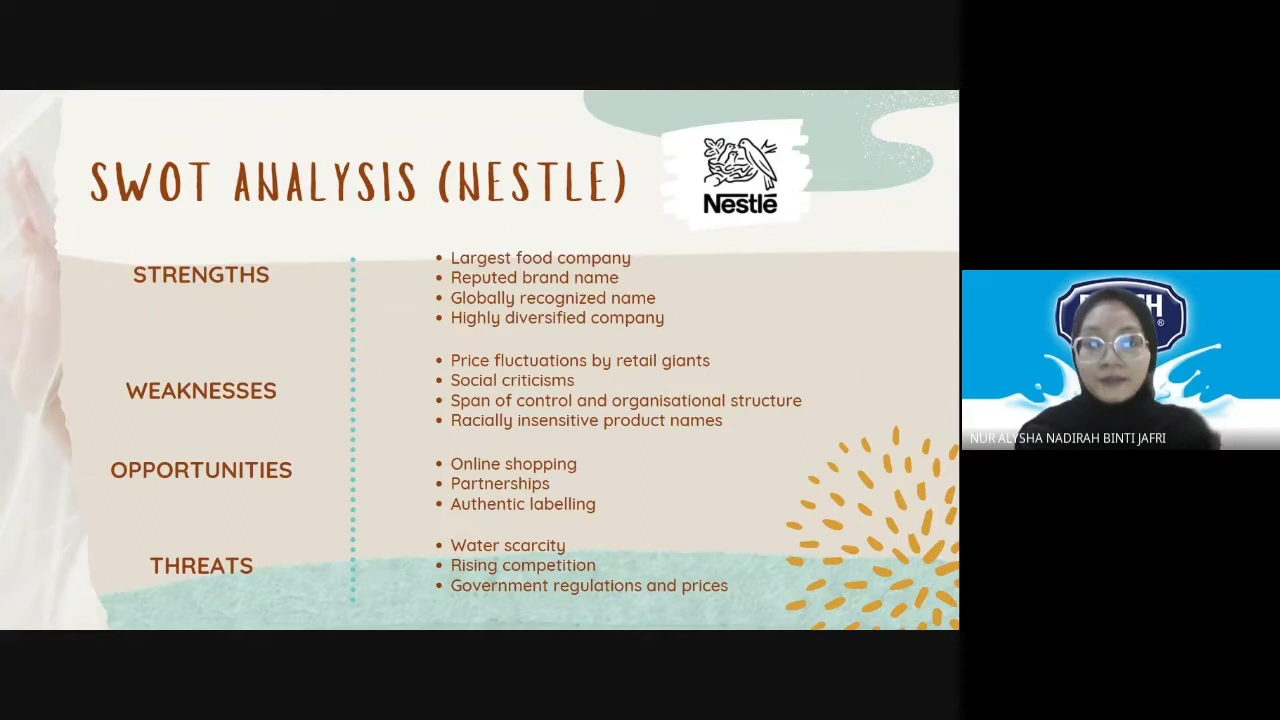 SWOT ANALYSIS (NESTLE)
Nestlé
STRENGTHS
• Largest food company
• Reputed brand name
• Globally recognized name
• Highly diversified company
WEAKNESSES
• Price fluctuations by retail giants
• Social criticisms
• Span of control and organisational structure
• Racially insensitive product names
OPPORTUNITIES
• Online shopping
• Partnerships
• Authentic labelling
THREATS
• Water scarcity
• Rising competition
• Government regulations and prices
NUR ALYSHA NADIRAH BINTI JAFRI